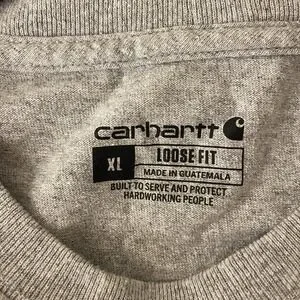 carhartt
XL LOOSE FIT
MADE IN GUATEMALA
BUILT TO SERVE AND PROTECT
HARDWORKING PEOPLE